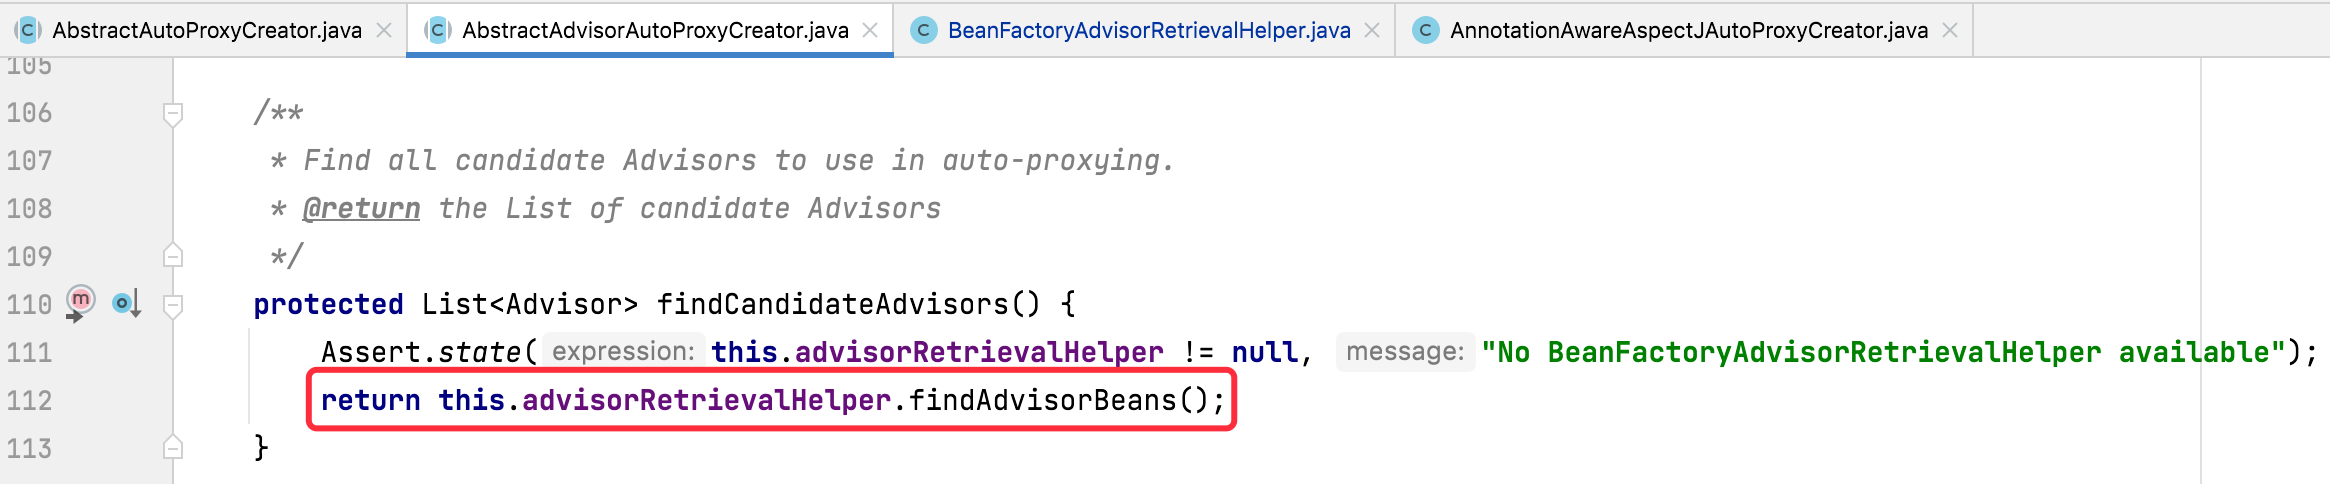 AbstractAutoProxyCreator.java AbstractAdvisorAutoProxyCreator.java BeanFactoryAdvisorRetrievalHelper.java AnnotationAwareAspectJAutoProxyCreator.java
105
106 /**
107 * Find all candidate Advisors to use in auto-proxying.
108 * @return the List of candidate Advisors
109 */
110 protected List<Advisor> findCandidateAdvisors() {
111 Assert.state( expression: this.advisorRetrievalHelper != null, message: "No BeanFactoryAdvisorRetrievalHelper available");
112 return this.advisorRetrievalHelper.findAdvisorBeans();
113 }